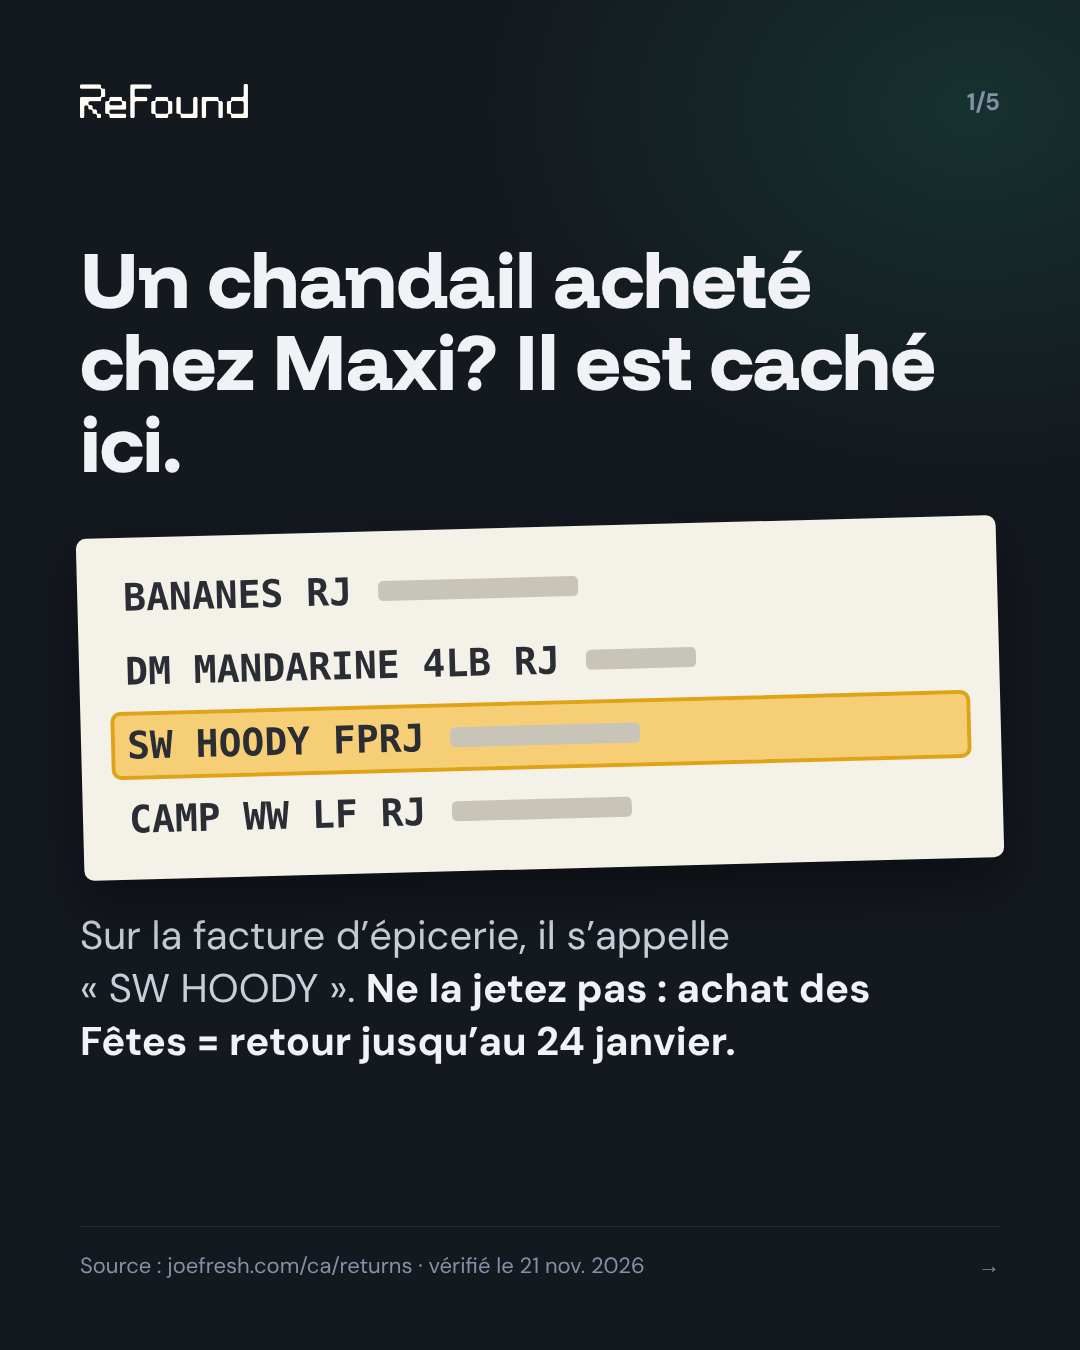 ReFound
1/5
Un chandail acheté
chez Maxi? Il est caché
ici.
BANANES RJ
DM MANDARINE 4LB RJ
SW HOODY FPRJ
CAMP WW LF RJ
Sur la facture d’épicerie, il s’appelle
« SW HOODY ». Ne la jetez pas : achat des
Fêtes = retour jusqu’au 24 janvier.
Source : joefresh.com/ca/returns · vérifié le 21 nov. 2026
→